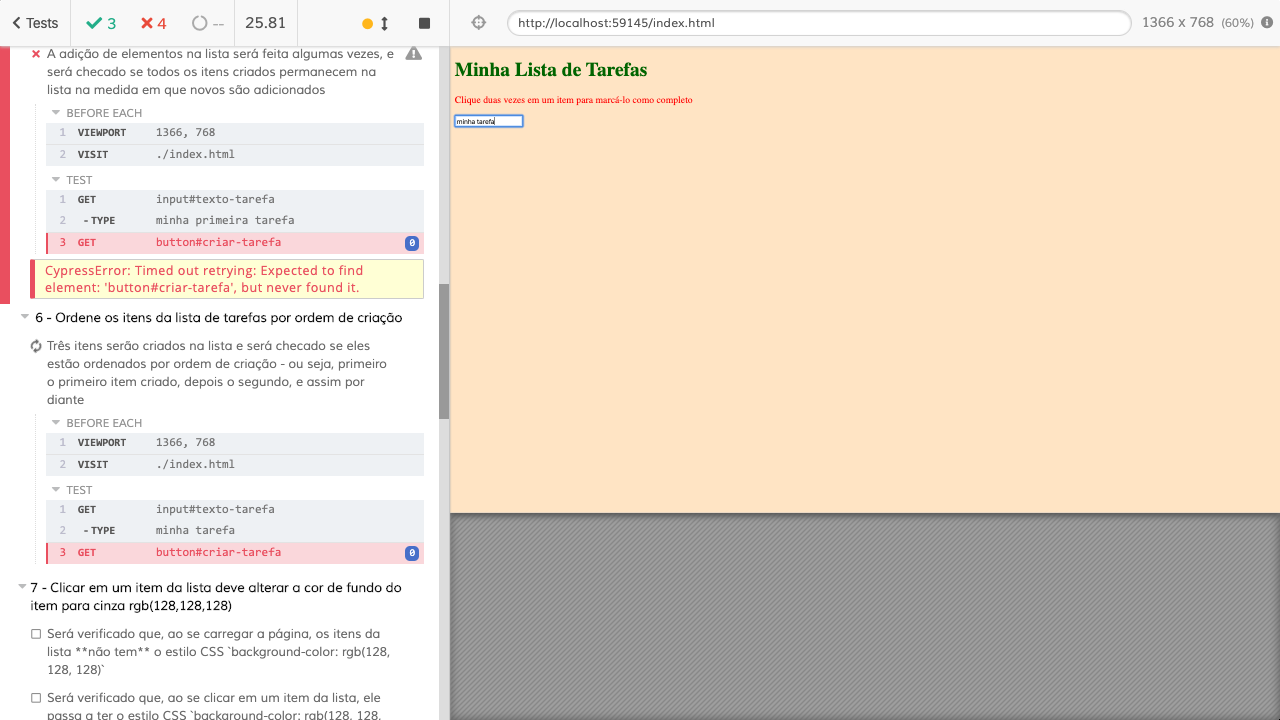 Tests 3 4 -- 25.81
http://localhost:59145/index.html 1366 x 768 (60%)
A adição de elementos na lista será feita algumas vezes, e
será checado se todos os itens criados permanecem na
lista na medida em que novos são adicionados
BEFORE EACH
1 VIEWPORT 1366, 768
2 VISIT ./index.html
TEST
1 GET input#texto-tarefa
2 - TYPE minha primeira tarefa
3 GET button#criar-tarefa 0
CypressError: Timed out retrying: Expected to find
element: 'button#criar-tarefa', but never found it.
6 - Ordene os itens da lista de tarefas por ordem de criação
Três itens serão criados na lista e será checado se eles
estão ordenados por ordem de criação - ou seja, primeiro
o primeiro item criado, depois o segundo, e assim por
diante
BEFORE EACH
1 VIEWPORT 1366, 768
2 VISIT ./index.html
TEST
1 GET input#texto-tarefa
2 - TYPE minha tarefa
3 GET button#criar-tarefa 0
7 - Clicar em um item da lista deve alterar a cor de fundo do
item para cinza rgb(128,128,128)
Será verificado que, ao se carregar a página, os itens da
lista **não tem** o estilo CSS `background-color: rgb(128,
128, 128)`
Será verificado que, ao se clicar em um item da lista, ele
passa a ter o estilo CSS `background-color: rgb(128, 128,
Minha Lista de Tarefas
Clique duas vezes em um item para marcá-lo como completo
minha tarefa